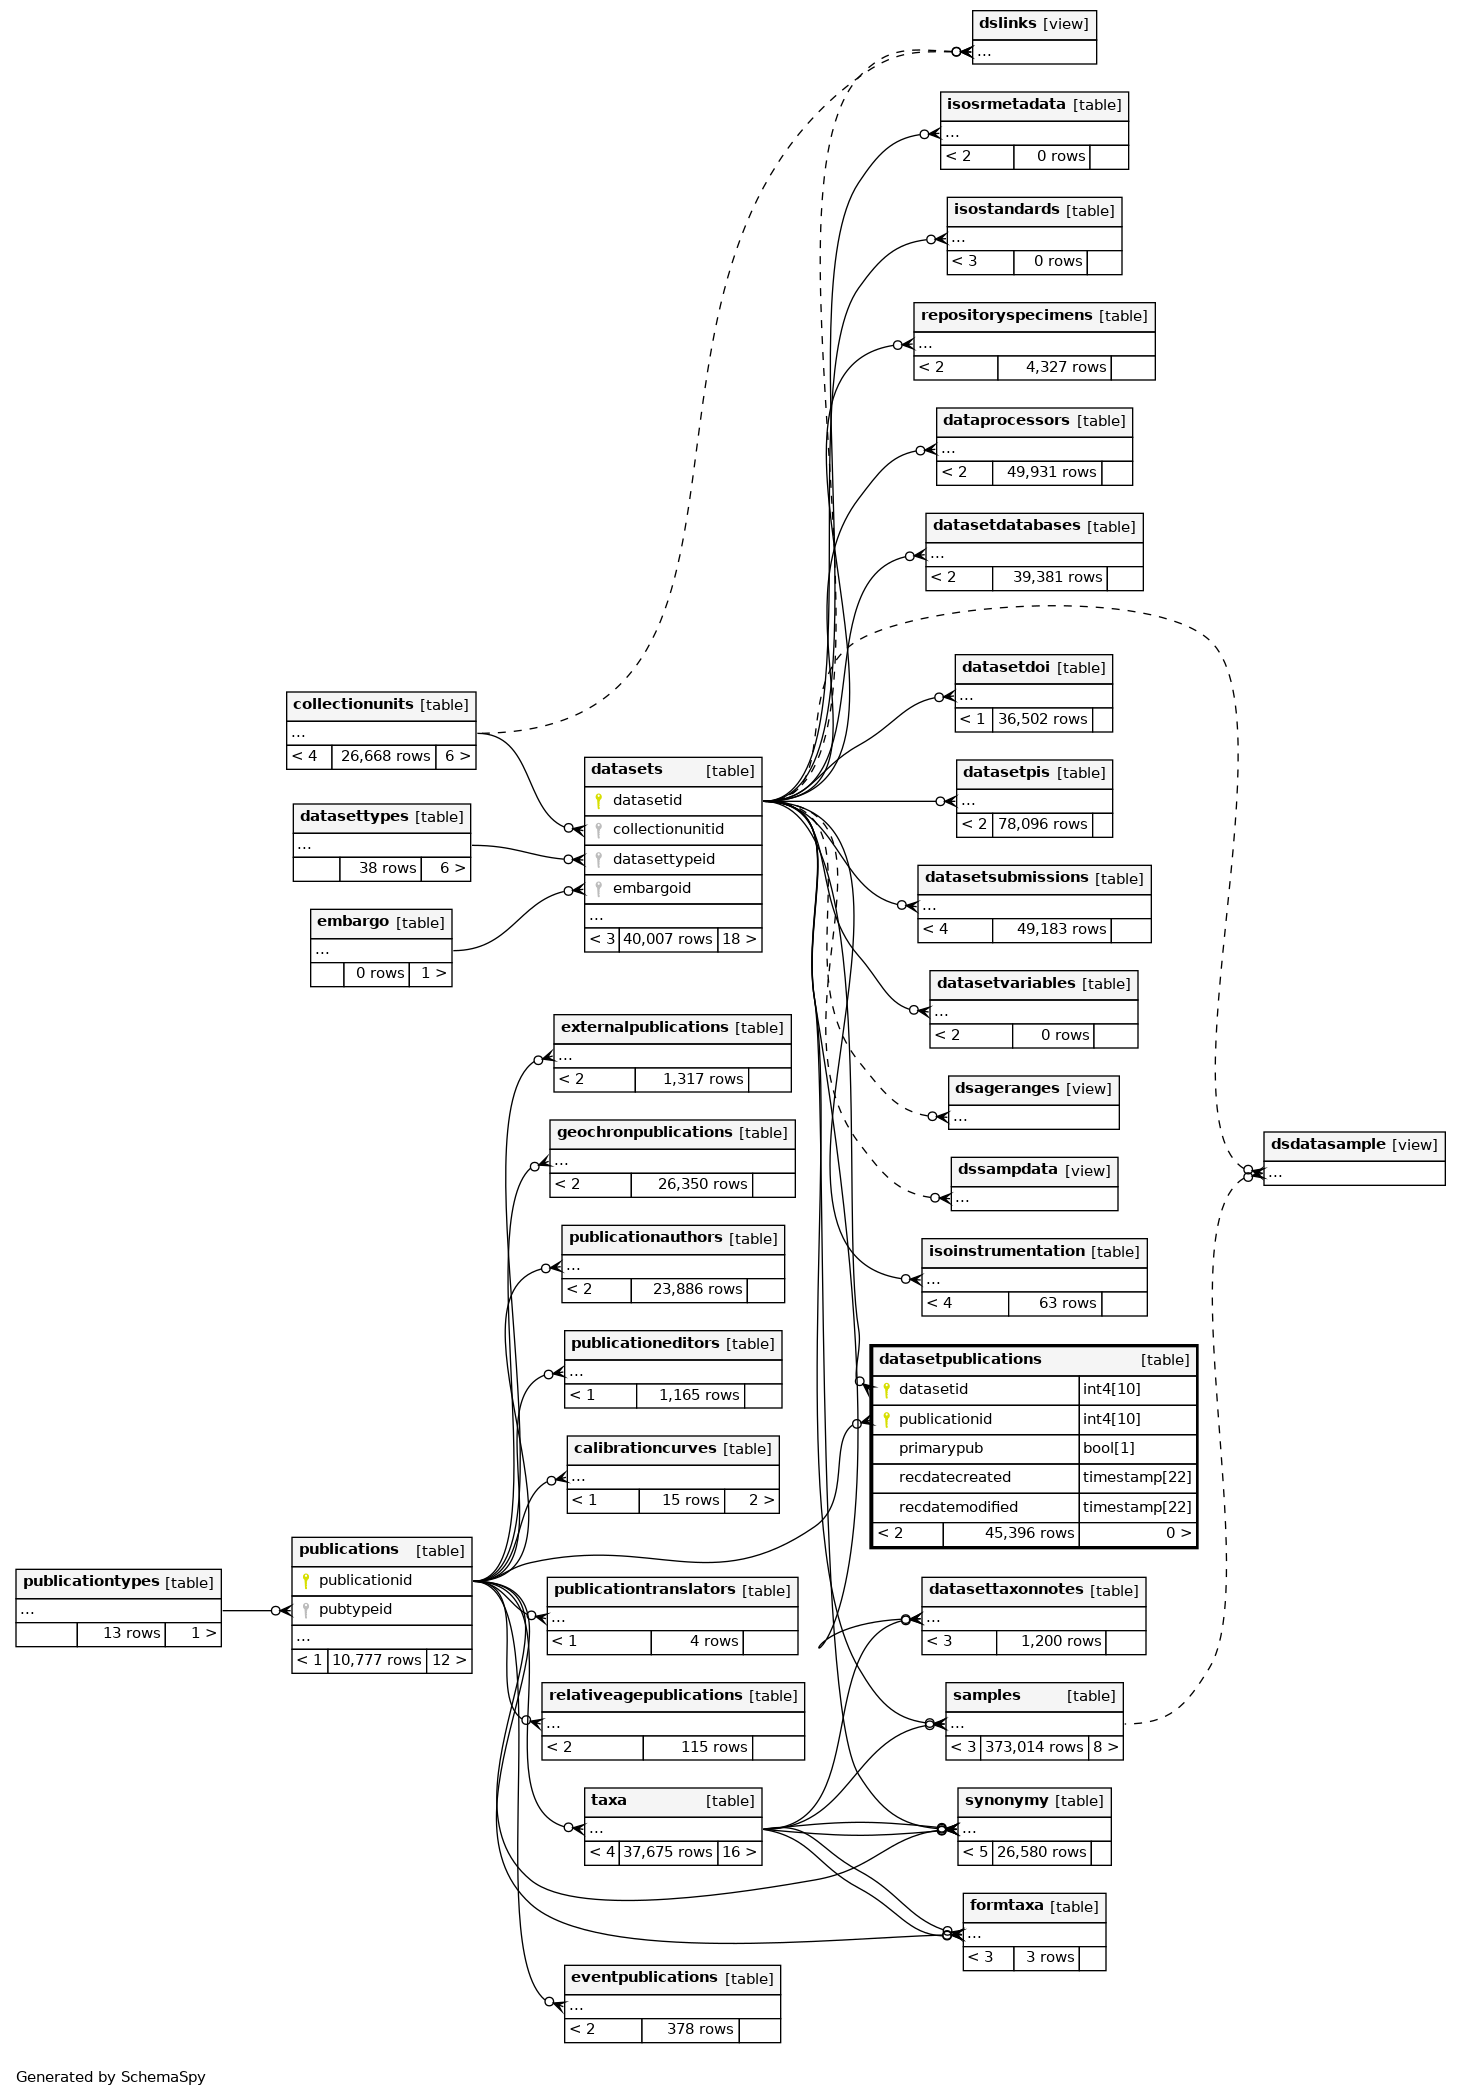 dslinks [view]
...
isosrmetadata [table]
...
< 2 0 rows
isostandards [table]
...
< 3 0 rows
repositoryspecimens [table]
...
< 2 4,327 rows
dataprocessors [table]
...
< 2 49,931 rows
datasetdatabases [table]
...
< 2 39,381 rows
datasetdoi [table]
...
< 1 36,502 rows
collectionunits [table]
...
< 4 26,668 rows 6 >
datasets [table]
datasetid
collectionunitid
datasettypeid
embargoid
...
< 3 40,007 rows 18 >
datasetpis [table]
...
< 2 78,096 rows
datasettypes [table]
...
38 rows 6 >
datasetsubmissions [table]
...
< 4 49,183 rows
embargo [table]
...
0 rows 1 >
datasetvariables [table]
...
< 2 0 rows
externalpublications [table]
...
< 2 1,317 rows
dsageranges [view]
...
geochronpublications [table]
...
< 2 26,350 rows
dsdatasample [view]
...
dssampdata [view]
...
publicationauthors [table]
...
< 2 23,886 rows
isoinstrumentation [table]
...
< 4 63 rows
publicationeditors [table]
...
< 1 1,165 rows
datasetpublications [table]
datasetid int4[10]
publicationid int4[10]
primarypub bool[1]
recdatecreated timestamp[22]
recdatemodified timestamp[22]
< 2 45,396 rows 0 >
calibrationcurves [table]
...
< 1 15 rows 2 >
publications [table]
publicationid
pubtypeid
...
< 1 10,777 rows 12 >
publicationtypes [table]
...
13 rows 1 >
publicationtranslators [table]
...
< 1 4 rows
datasettaxonnotes [table]
...
< 3 1,200 rows
relativeagepublications [table]
...
< 2 115 rows
samples [table]
...
< 3 373,014 rows 8 >
taxa [table]
...
< 4 37,675 rows 16 >
synonymy [table]
...
< 5 26,580 rows
formtaxa [table]
...
< 3 3 rows
eventpublications [table]
...
< 2 378 rows
Generated by SchemaSpy